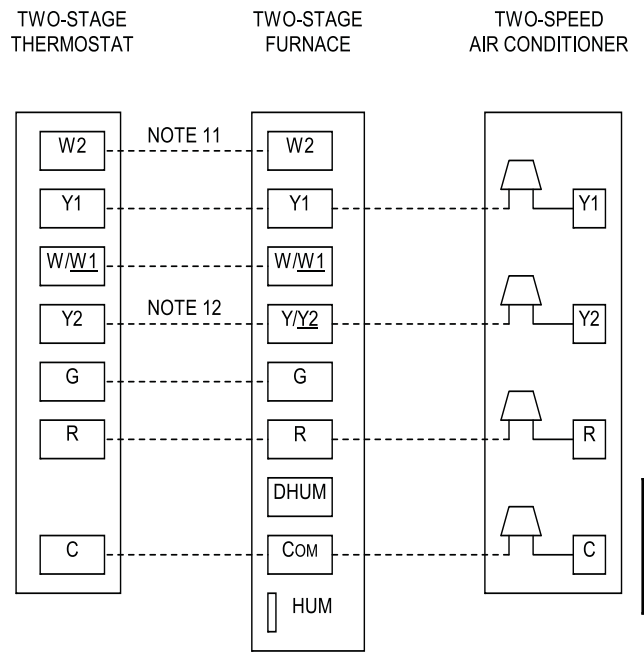 TWO-STAGE
THERMOSTAT
TWO-STAGE
FURNACE
TWO-SPEED
AIR CONDITIONER
W2
NOTE 11
W2
Y1
Y1
Y1
W/W1
W/W1
Y2
NOTE 12
Y/Y2
Y2
G
G
R
R
R
DHUM
C
COM
C
HUM